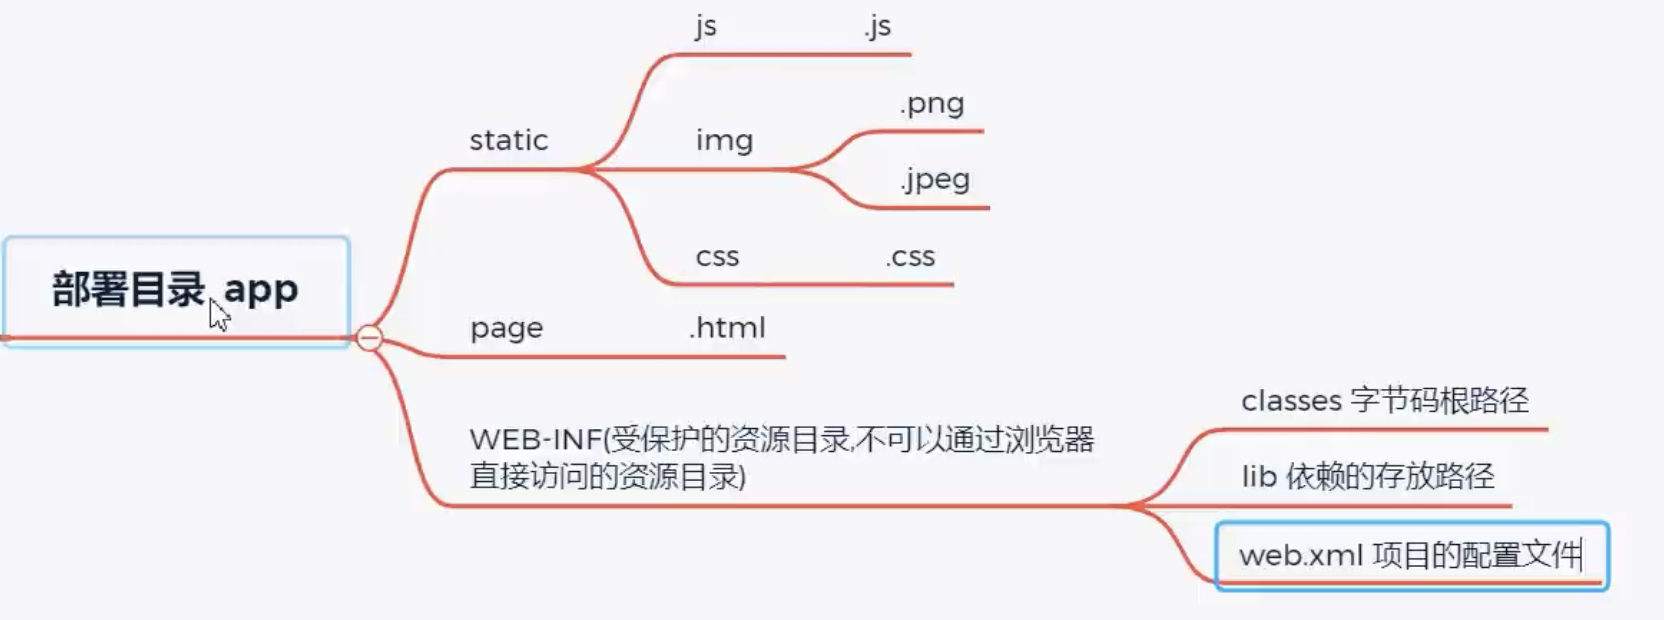 js .js
.png
static img
.jpeg
css .css
部署目录 app
page .html
classes 字节码根路径
WEB-INF(受保护的资源目录,不可以通过浏览器
直接访问的资源目录)
lib 依赖的存放路径
web.xml 项目的配置文件